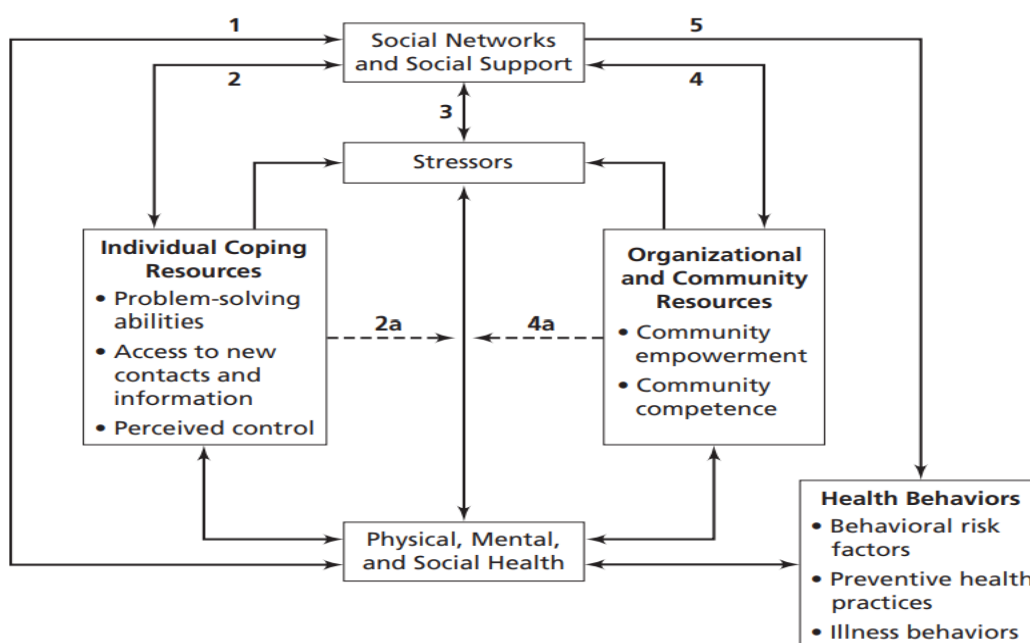 1
5
Social Networks
and Social Support
2
4
3
Stressors
Individual Coping
Resources
• Problem-solving
abilities
• Access to new
contacts and
information
• Perceived control
2a
4a
Organizational
and Community
Resources
• Community
empowerment
• Community
competence
Physical, Mental,
and Social Health
Health Behaviors
• Behavioral risk
factors
• Preventive health
practices
• Illness behaviors